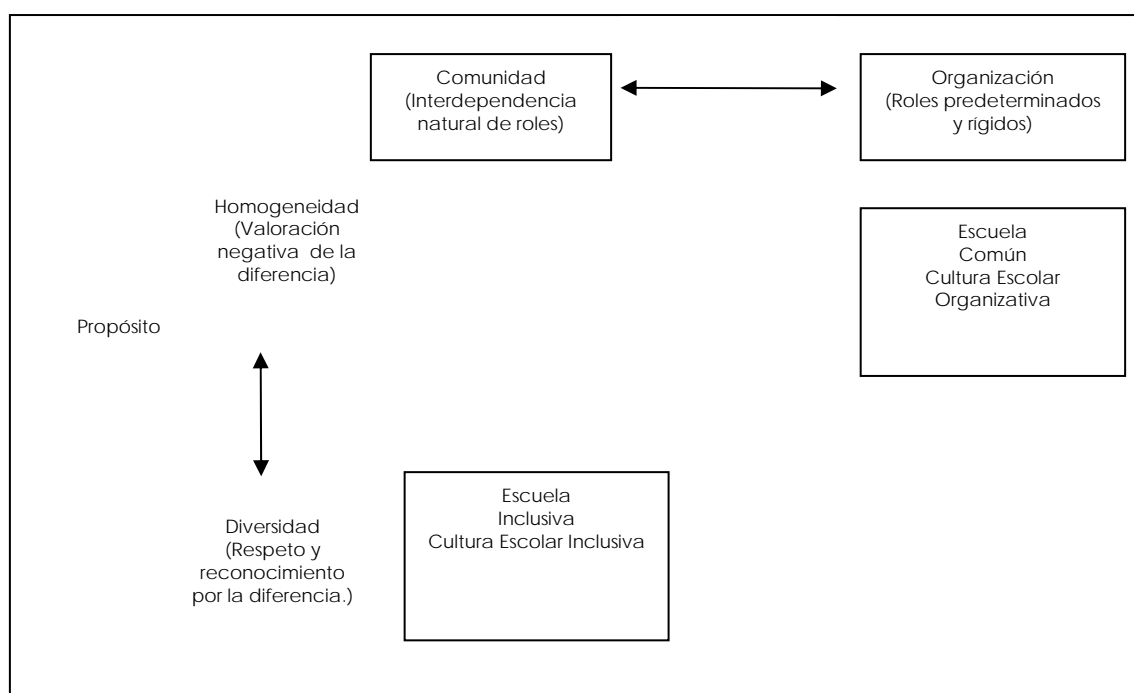 Comunidad
(Interdependencia
natural de roles)
Organización
(Roles predeterminados
y rígidos)
Homogeneidad
(Valoración
negativa de la
diferencia)
Escuela
Común
Cultura Escolar
Organizativa
Propósito
Escuela
Inclusiva
Cultura Escolar Inclusiva
Diversidad
(Respeto y
reconocimiento
por la diferencia.)